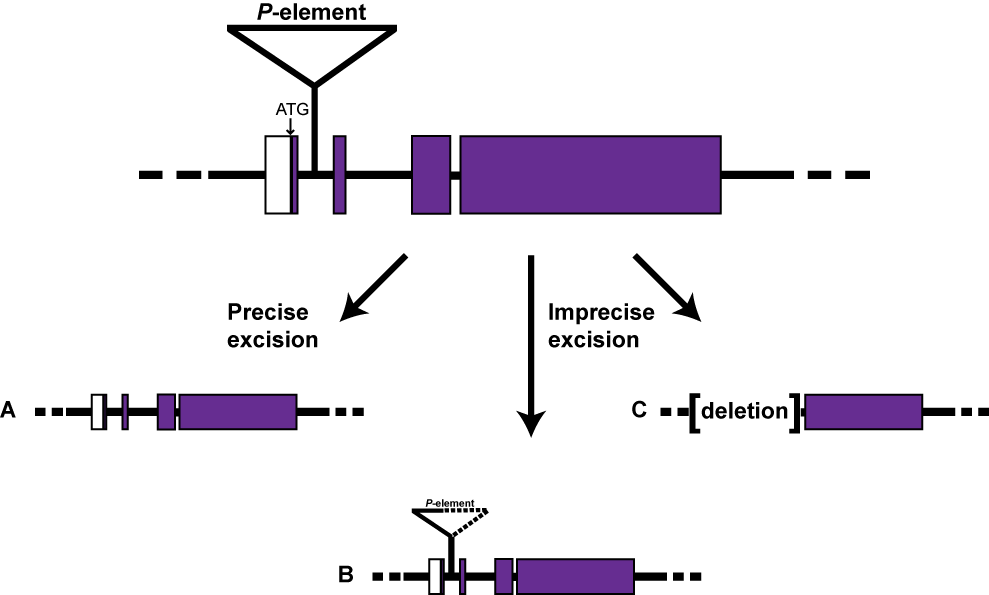 P-element
ATG
Precise
excision
Imprecise
excision
A
C
[deletion]
P-element
B